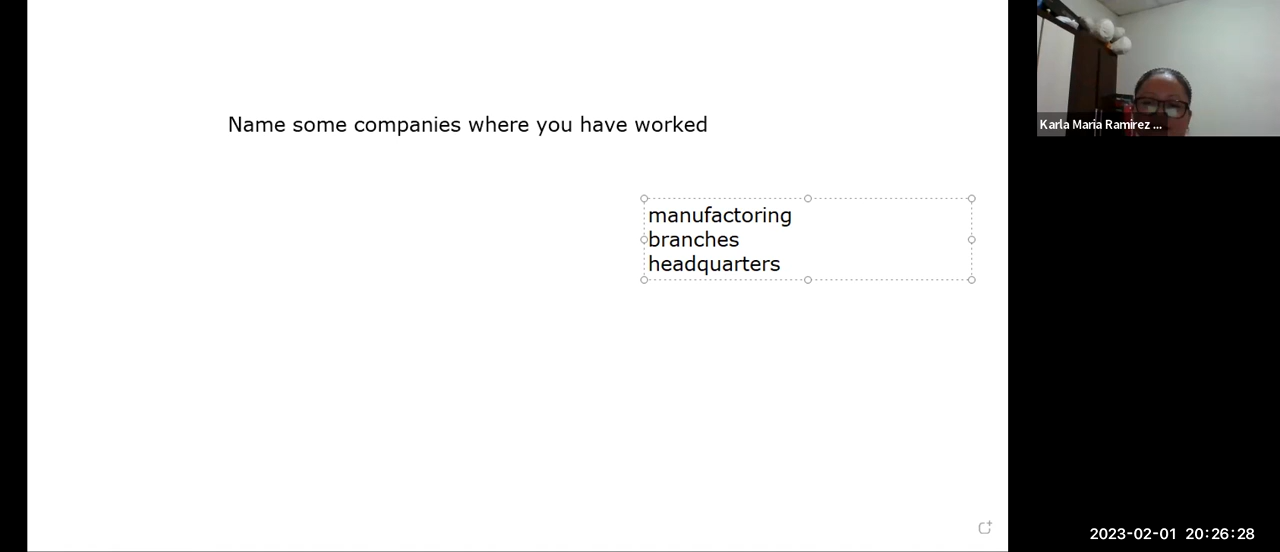 Name some companies where you have worked
manufactoring
branches
headquarters
Karla Maria Ramirez ...
2023-02-01 20:26:28